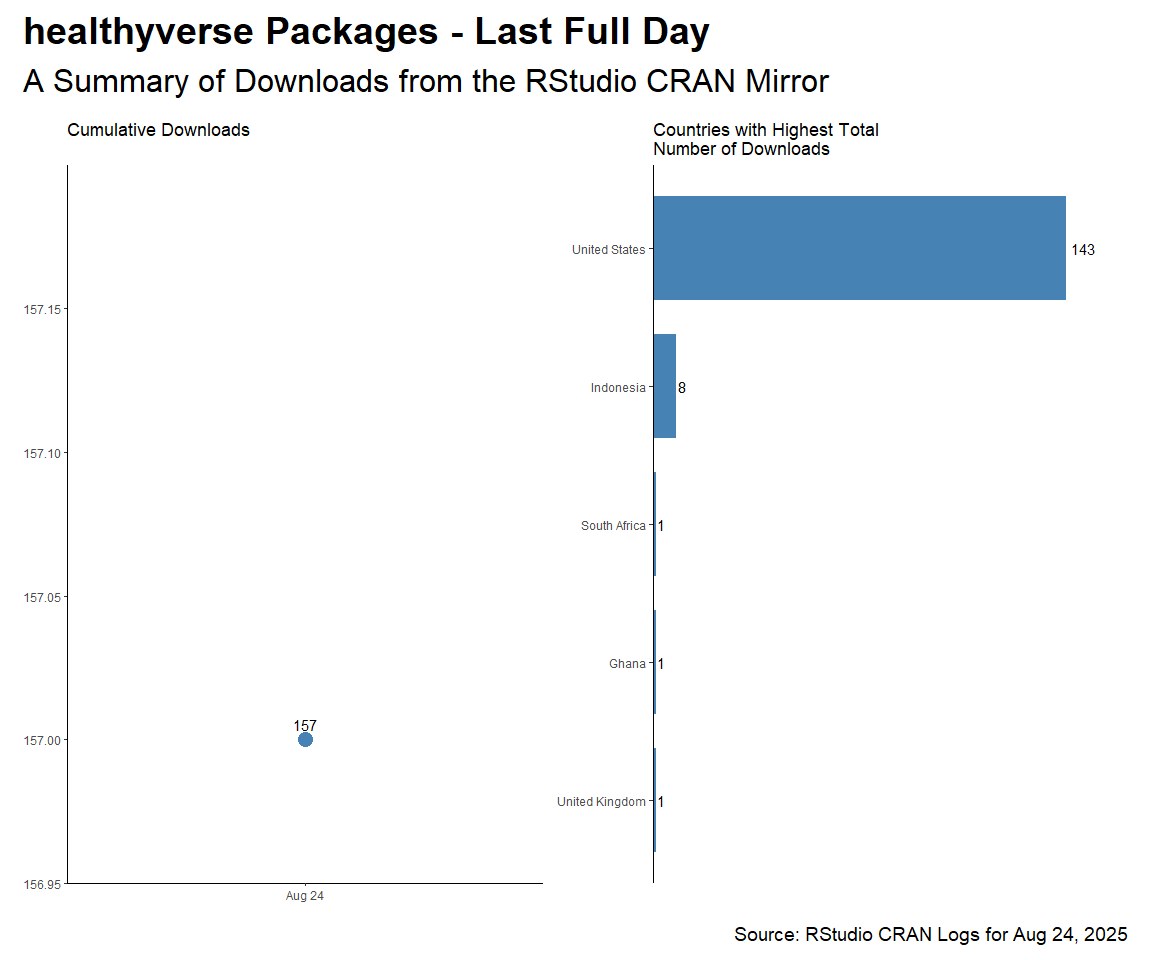 healthyverse Packages - Last Full Day
A Summary of Downloads from the RStudio CRAN Mirror
Cumulative Downloads
157.15
157.10
157.05
157.00
156.95
157
Aug 24
Countries with Highest Total
Number of Downloads
United States
143
Indonesia
8
South Africa
1
Ghana
1
United Kingdom
1
Source: RStudio CRAN Logs for Aug 24, 2025